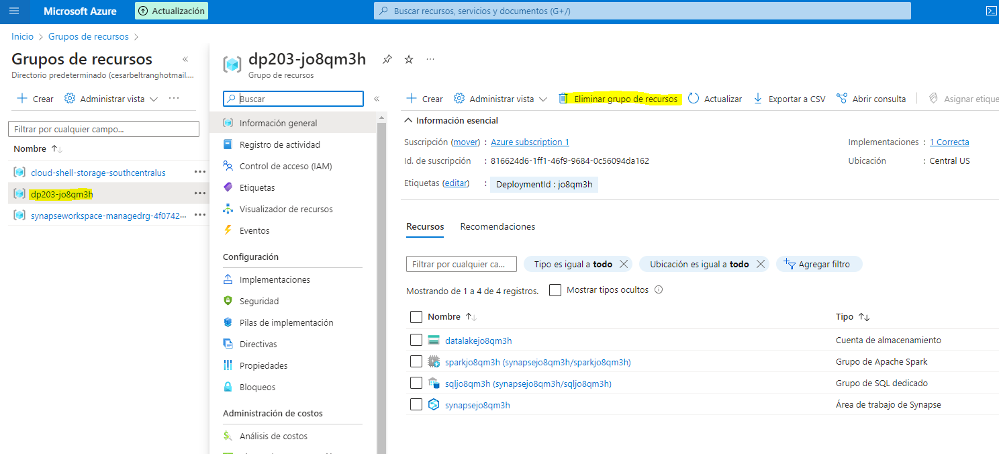 Microsoft Azure
Actualización
Buscar recursos, servicios y documentos (G+/)
Inicio > Grupos de recursos >
Grupos de recursos
Directorio predeterminado (cesarbeltranghotmail....
Crear
Administrar vista
Filtrar por cualquier campo...
Nombre
cloud-shell-storage-southcentralus
dp203-jo8qm3h
synapseworkspace-managedrg-4f0742...
dp203-jo8qm3h
Grupo de recursos
Buscar
Información general
Registro de actividad
Control de acceso (IAM)
Etiquetas
Visualizador de recursos
Eventos
Configuración
Implementaciones
Seguridad
Pilas de implementación
Directivas
Propiedades
Bloqueos
Administración de costos
Análisis de costos
Crear
Administrar vista
Eliminar grupo de recursos
Actualizar
Exportar a CSV
Abrir consulta
Asignar etique
Información esencial
Suscripción (mover) : Azure subscription 1
Id. de suscripción : 816624d6-1ff1-46f9-9684-0c56094da162
Etiquetas (editar) : DeploymentId : jo8qm3h
Implementaciones : 1 Correcta
Ubicación : Central US
Recursos
Recomendaciones
Filtrar por cualquier ca...
Tipo es igual a todo
Ubicación es igual a todo
Agregar filtro
Mostrando de 1 a 4 de 4 registros.
Mostrar tipos ocultos
Nombre
Tipo
datalakejo8qm3h
Cuenta de almacenamiento
sparkjo8qm3h (synapsejo8qm3h/sparkjo8qm3h)
Grupo de Apache Spark
sqljo8qm3h (synapsejo8qm3h/sqljo8qm3h)
Grupo de SQL dedicado
synapsejo8qm3h
Área de trabajo de Synapse